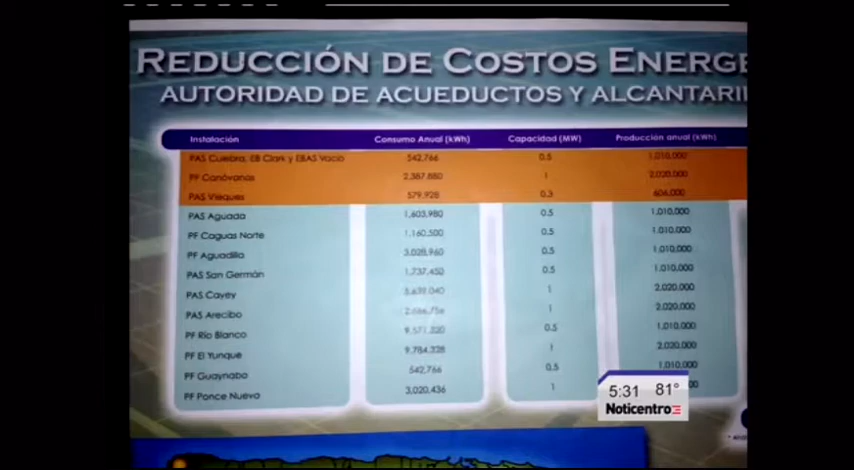 REDUCCIÓN DE COSTOS ENERGÉ
AUTORIDAD DE ACUEDUCTOS Y ALCANTARI
Instalación Consumo Anual (kWh) Capacidad (MW) Producción anual (kWh)
PAS Culebra, EB Clark y EBAS Vacío 542,766 0.5 1,010,000
PF Canóvanas 2,387,880 1 2,020,000
PAS Vieques 579,928 0.3 606,000
PAS Aguada 1,603,980 0.5 1,010,000
PF Caguas Norte 1,160,500 0.5 1,010,000
PF Aguadilla 3,028,960 0.5 1,010,000
PAS San Germán 1,737,450 0.5 1,010,000
PAS Cayey 1 2,020,000
PAS Arecibo 1 2,020,000
PF Río Blanco 0.5 1,010,000
PF El Yunque 9,784,328 1 2,020,000
PF Guaynabo 542,766 0.5 1,010,000
PF Ponce Nuevo 3,020,436 1
5:31 81°
Noticentro